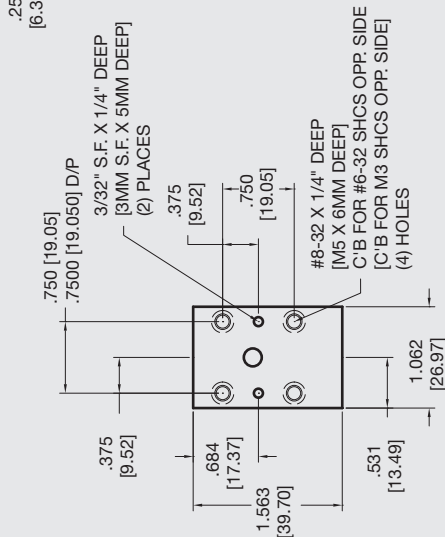 .25
[6.3
.750 [19.05]
.7500 [19.050] D/P
3/32" S.F. X 1/4" DEEP
[3MM S.F. X 5MM DEEP]
(2) PLACES
.375
[9.52]
.750
[19.05]
#8-32 X 1/4" DEEP
[M5 X 6MM DEEP]
C'B FOR #6-32 SHCS OPP. SIDE
[C'B FOR M3 SHCS OPP. SIDE]
(4) HOLES
.375
[9.52]
.684
[17.37]
1.563
[39.70]
.531
[13.49]
1.062
[26.97]